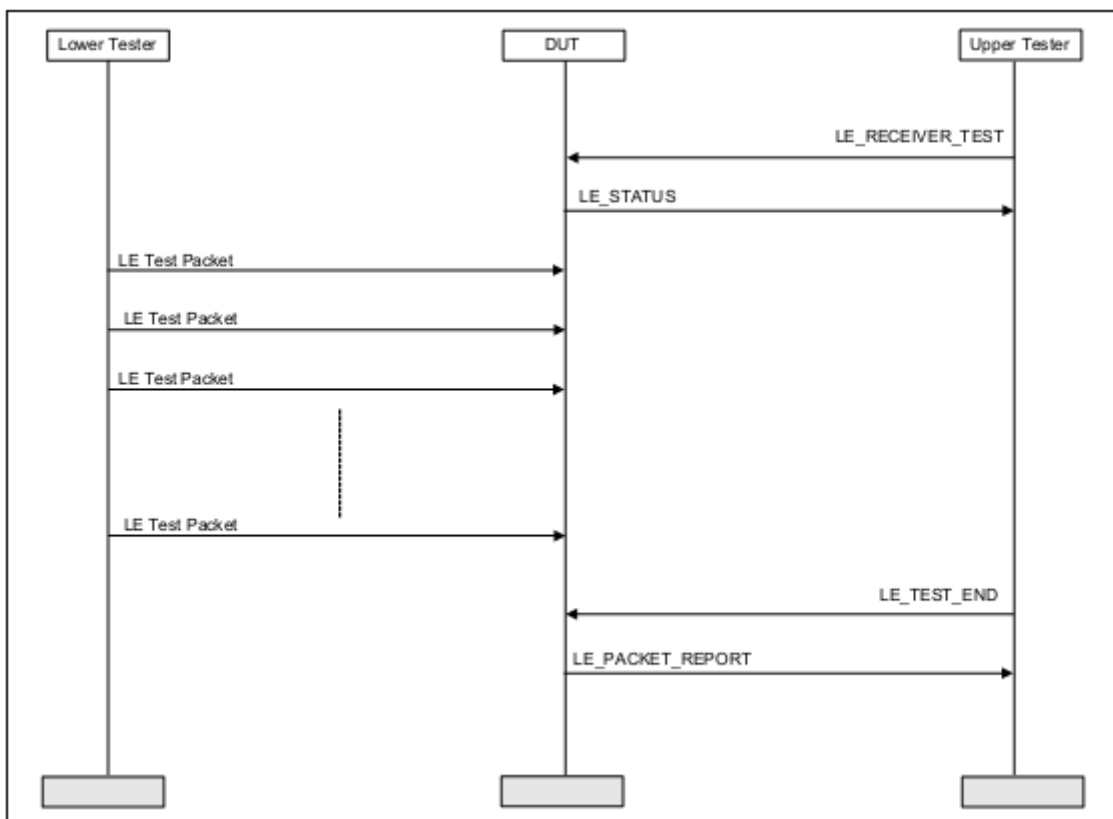 Lower Tester
DUT
Upper Tester
LE_RECEIVER_TEST
LE_STATUS
LE Test Packet
LE Test Packet
LE Test Packet
LE Test Packet
LE_TEST_END
LE_PACKET_REPORT